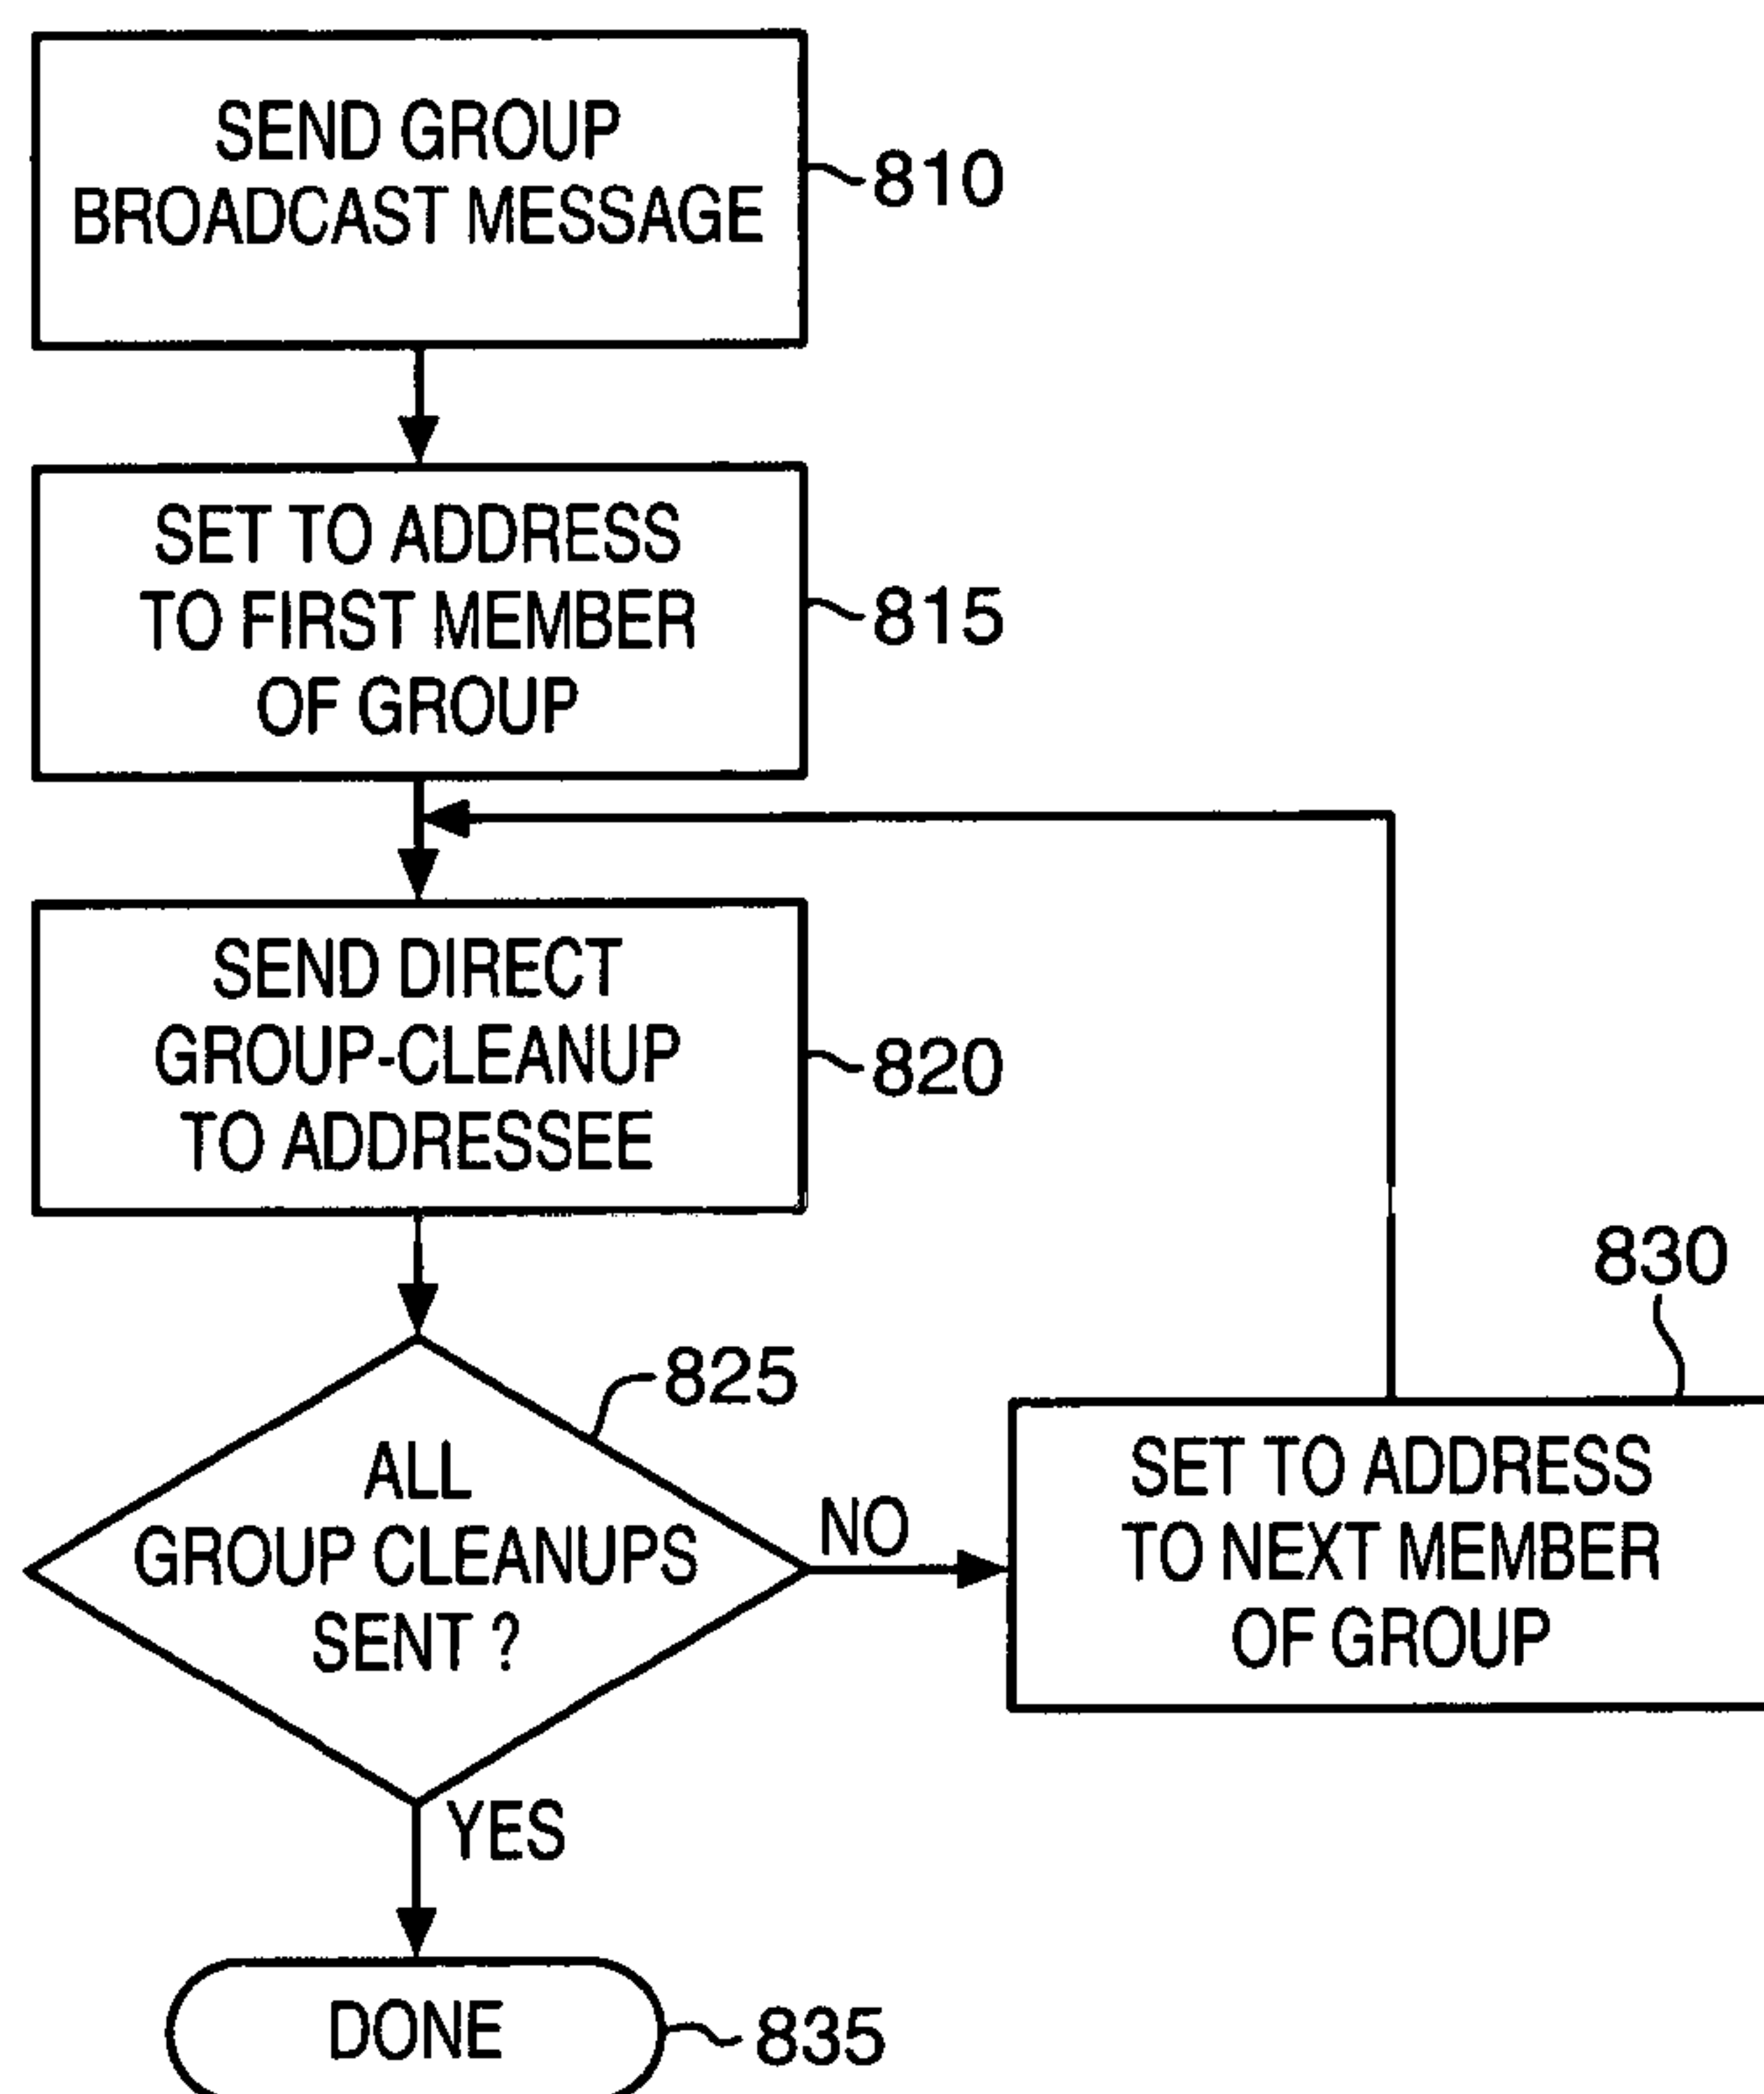 SEND GROUP
BROADCAST MESSAGE
810
SET TO ADDRESS
TO FIRST MEMBER
OF GROUP
815
SEND DIRECT
GROUP-CLEANUP
TO ADDRESSEE
820
825
ALL
GROUP CLEANUPS
SENT ?
NO
830
SET TO ADDRESS
TO NEXT MEMBER
OF GROUP
YES
DONE
835